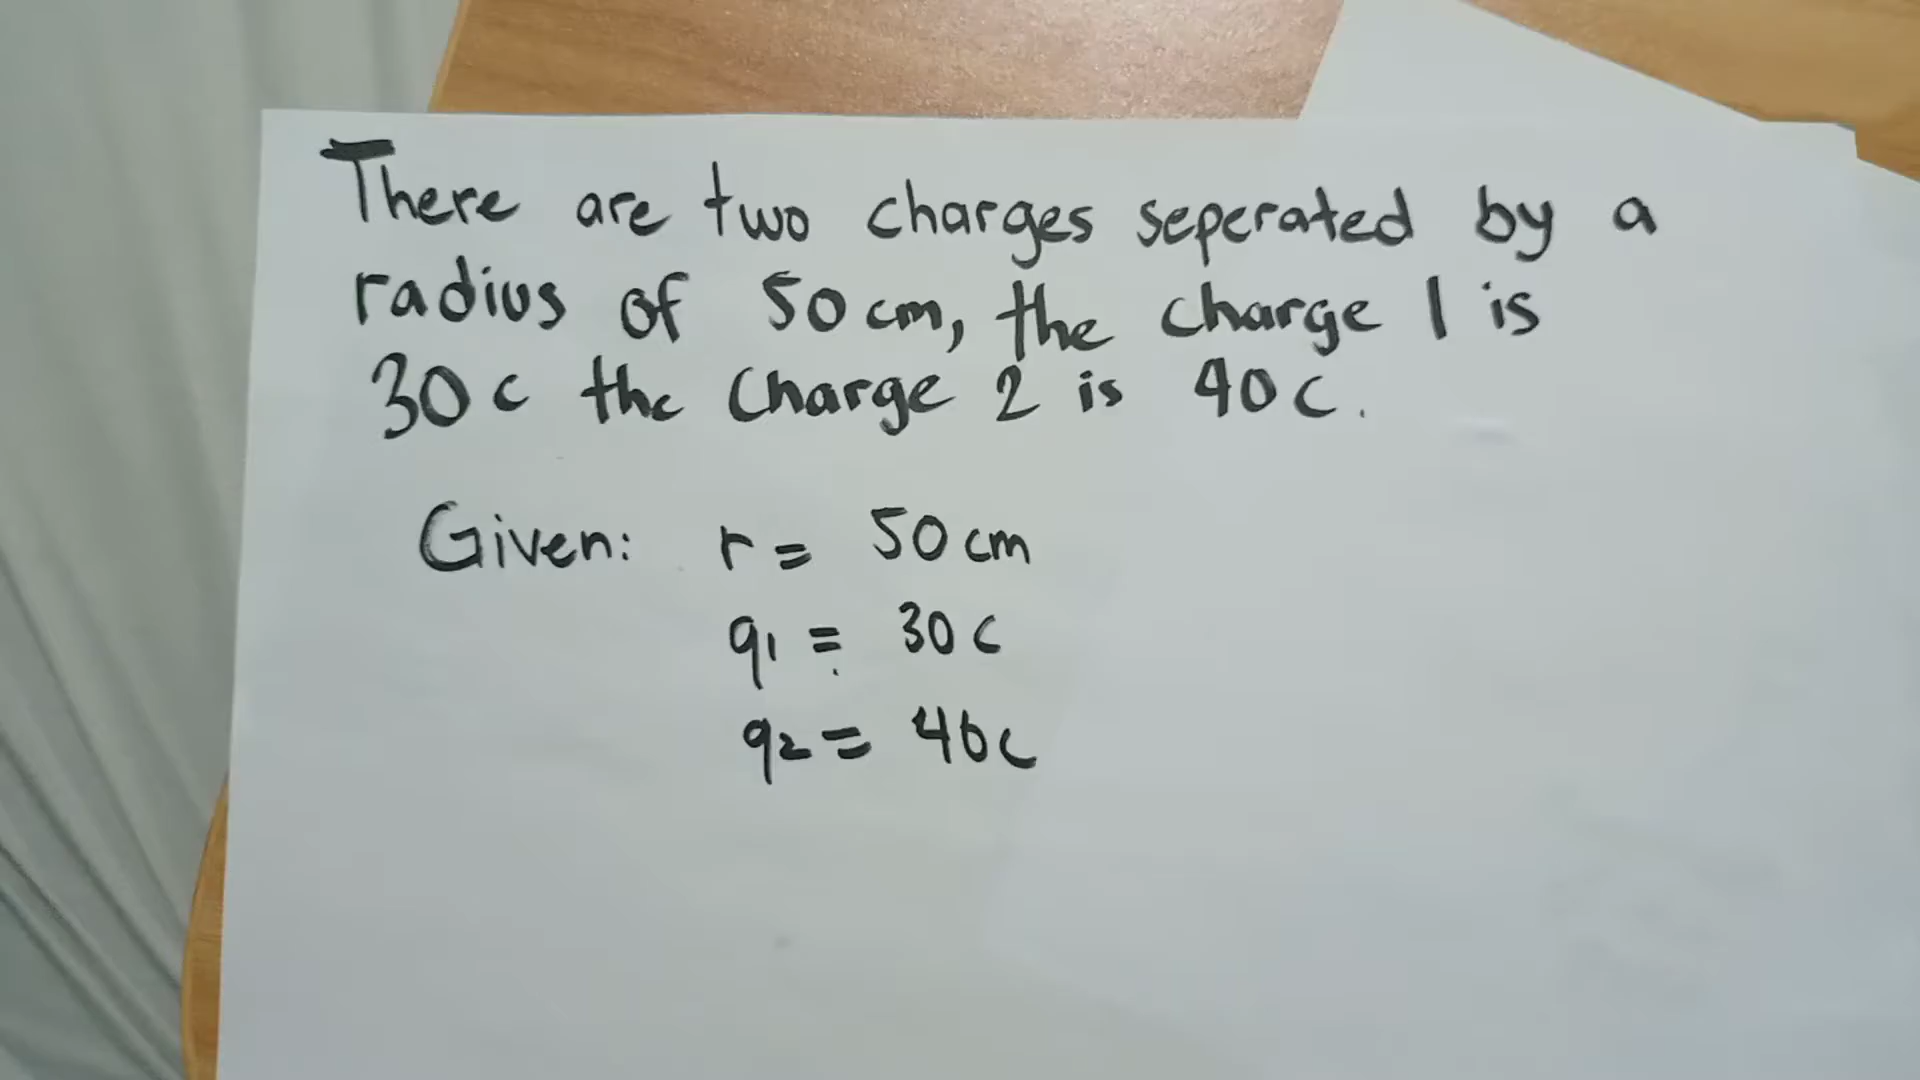 There are two charges seperated by a
radius of 50 cm, the charge 1 is
30 c the charge 2 is 40 c.
Given: r = 50 cm
q1 = 30 c
q2 = 40 c